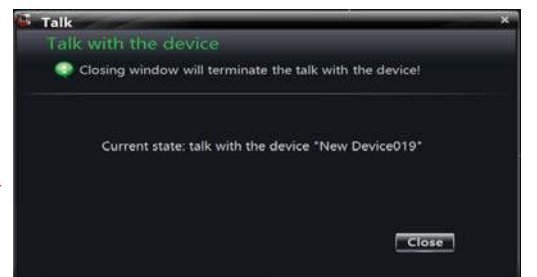 Talk
Talk with the device
Closing window will terminate the talk with the device!
Current state: talk with the device "New Device019"
Close